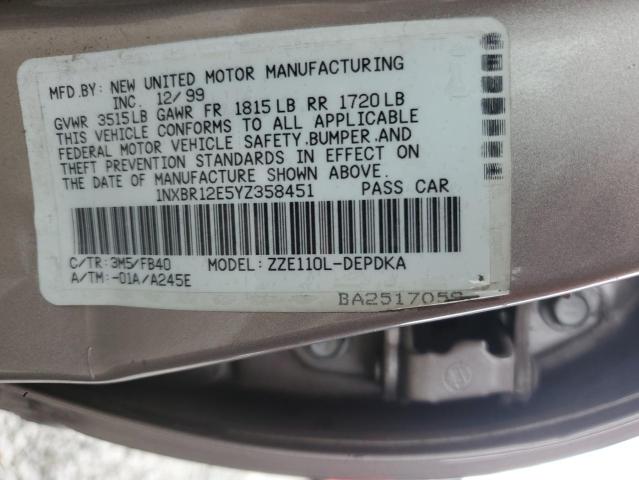 MFD.BY: NEW UNITED MOTOR MANUFACTURING
INC. 12/99
GVWR 3515LB GAWR FR 1815LB RR 1720LB
THIS VEHICLE CONFORMS TO ALL APPLICABLE
FEDERAL MOTOR VEHICLE SAFETY,BUMPER,AND
THEFT PREVENTION STANDARDS IN EFFECT ON
THE DATE OF MANUFACTURE SHOWN ABOVE.
1NXBR12E5YZ358451 PASS CAR
C/TR: 3M5/FB40 MODEL: ZZE110L-DEPDKA
A/TM:-01A/A245E
BA2517059